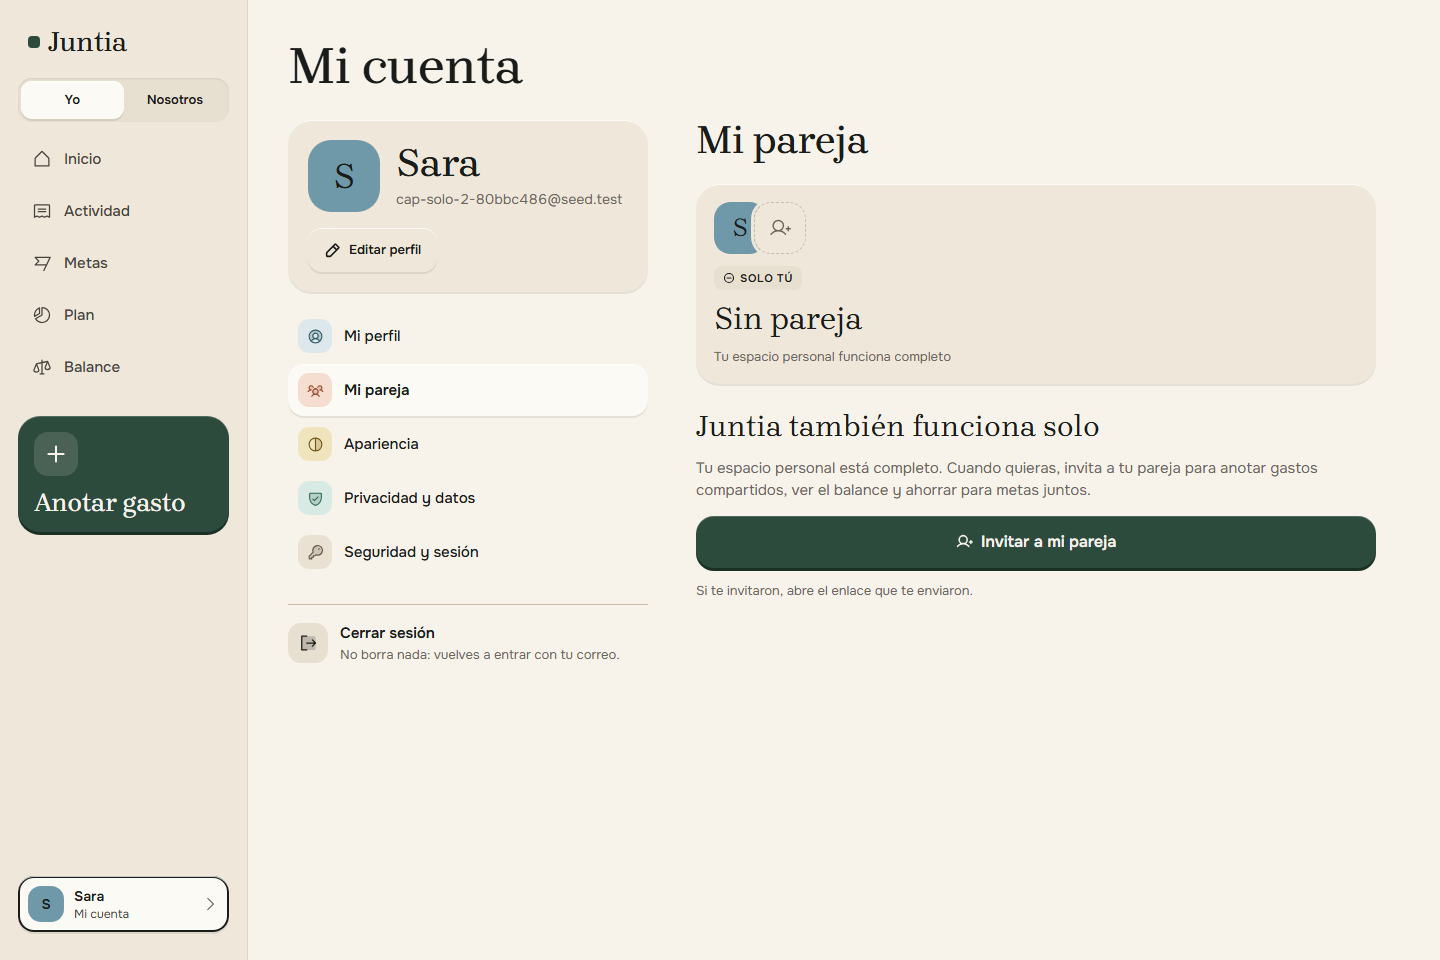 Juntia
Yo
Nosotros
Inicio
Actividad
Metas
Plan
Balance
Anotar gasto
S
Sara
Mi cuenta
Mi cuenta
S
Sara
cap-solo-2-80bbc486@seed.test
Editar perfil
Mi perfil
Mi pareja
Apariencia
Privacidad y datos
Seguridad y sesión
Cerrar sesión
No borra nada: vuelves a entrar con tu correo.
Mi pareja
S
SOLO TÚ
Sin pareja
Tu espacio personal funciona completo
Juntia también funciona solo
Tu espacio personal está completo. Cuando quieras, invita a tu pareja para anotar gastos
compartidos, ver el balance y ahorrar para metas juntos.
Invitar a mi pareja
Si te invitaron, abre el enlace que te enviaron.